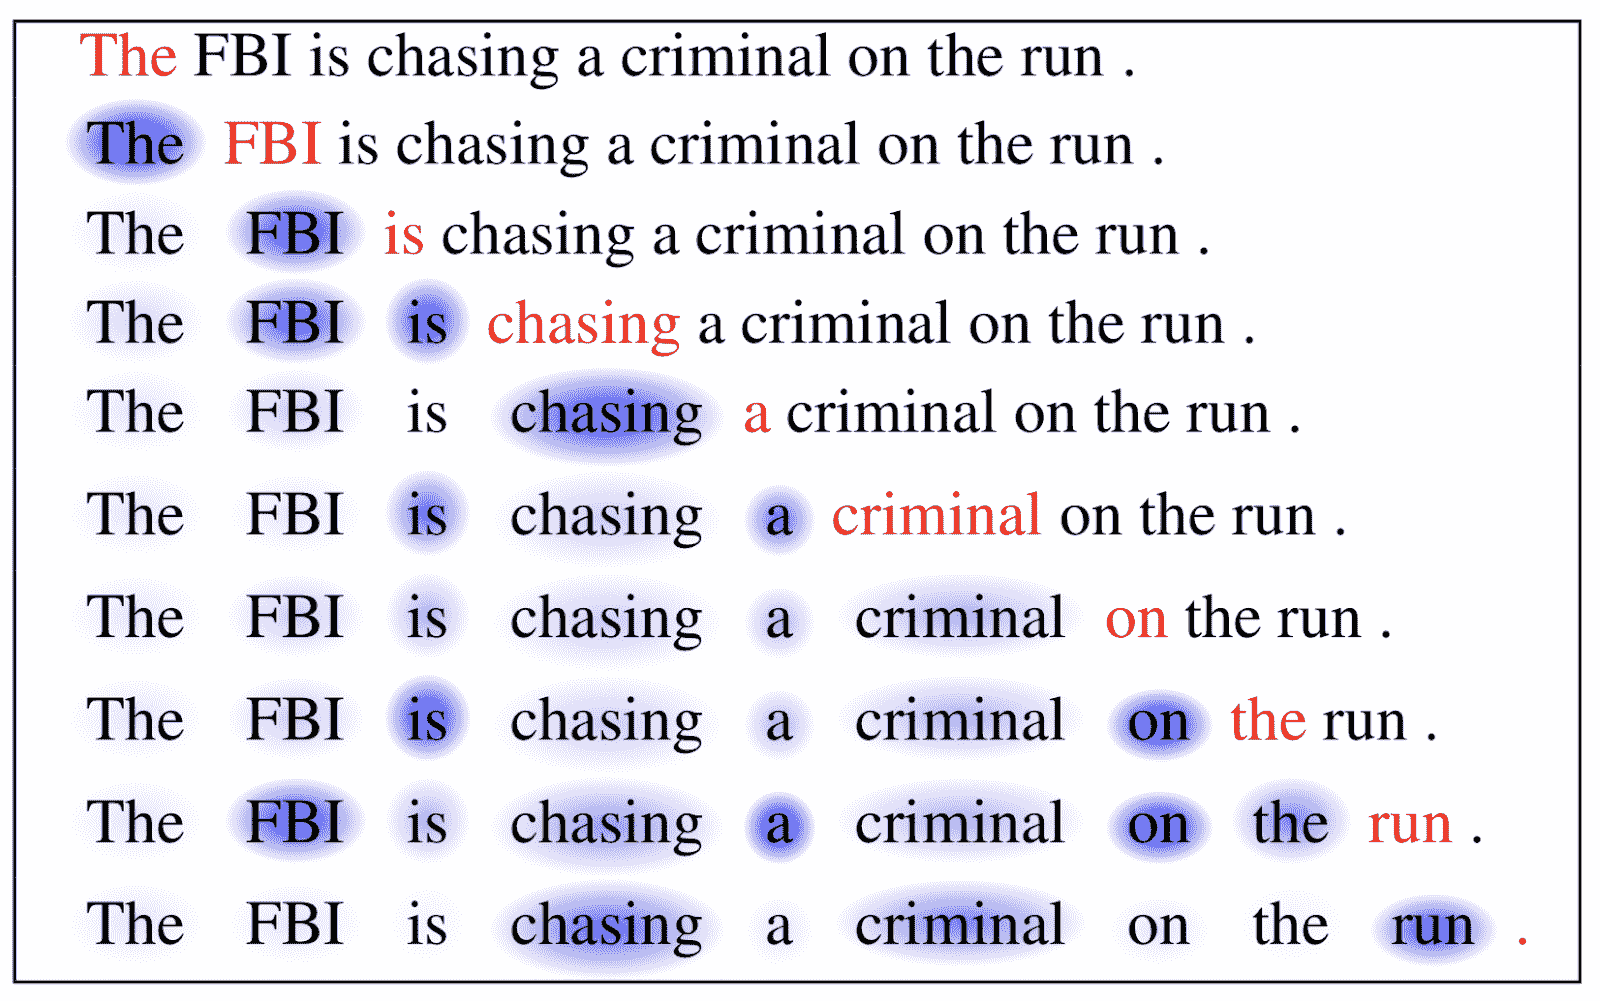 The FBI is chasing a criminal on the run .
The FBI is chasing a criminal on the run .
The FBI is chasing a criminal on the run .
The FBI is chasing a criminal on the run .
The FBI is chasing a criminal on the run .
The FBI is chasing a criminal on the run .
The FBI is chasing a criminal on the run .
The FBI is chasing a criminal on the run .
The FBI is chasing a criminal on the run .
The FBI is chasing a criminal on the run .